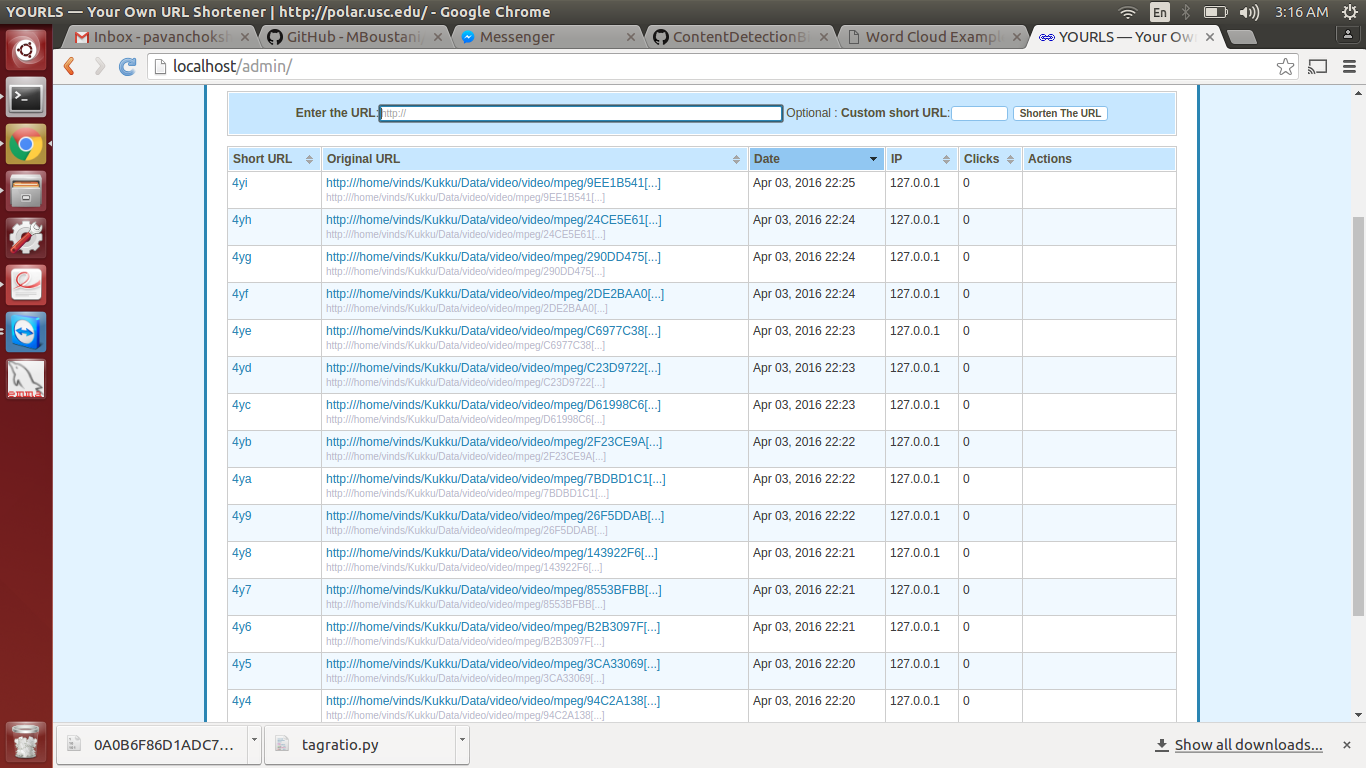 YOURLS — Your Own URL Shortener | http://polar.usc.edu/ - Google Chrome
En
3:16 AM
Inbox - pavanchoksh
GitHub - MBoustani/
Messenger
ContentDetectionBi
Word Cloud Exampl
YOURLS — Your Own
localhost/admin/
Enter the URL: http:// Optional : Custom short URL: Shorten The URL
Short URL Original URL Date IP Clicks Actions
4yi http:///home/vinds/Kukku/Data/video/video/mpeg/9EE1B541[...] Apr 03, 2016 22:25 127.0.0.1 0
http:///home/vinds/Kukku/Data/video/video/mpeg/9EE1B541[...]
4yh http:///home/vinds/Kukku/Data/video/video/mpeg/24CE5E61[...] Apr 03, 2016 22:24 127.0.0.1 0
http:///home/vinds/Kukku/Data/video/video/mpeg/24CE5E61[...]
4yg http:///home/vinds/Kukku/Data/video/video/mpeg/290DD475[...] Apr 03, 2016 22:24 127.0.0.1 0
http:///home/vinds/Kukku/Data/video/video/mpeg/290DD475[...]
4yf http:///home/vinds/Kukku/Data/video/video/mpeg/2DE2BAA0[...] Apr 03, 2016 22:24 127.0.0.1 0
http:///home/vinds/Kukku/Data/video/video/mpeg/2DE2BAA0[...]
4ye http:///home/vinds/Kukku/Data/video/video/mpeg/C6977C38[...] Apr 03, 2016 22:23 127.0.0.1 0
http:///home/vinds/Kukku/Data/video/video/mpeg/C6977C38[...]
4yd http:///home/vinds/Kukku/Data/video/video/mpeg/C23D9722[...] Apr 03, 2016 22:23 127.0.0.1 0
http:///home/vinds/Kukku/Data/video/video/mpeg/C23D9722[...]
4yc http:///home/vinds/Kukku/Data/video/video/mpeg/D61998C6[...] Apr 03, 2016 22:23 127.0.0.1 0
http:///home/vinds/Kukku/Data/video/video/mpeg/D61998C6[...]
4yb http:///home/vinds/Kukku/Data/video/video/mpeg/2F23CE9A[...] Apr 03, 2016 22:22 127.0.0.1 0
http:///home/vinds/Kukku/Data/video/video/mpeg/2F23CE9A[...]
4ya http:///home/vinds/Kukku/Data/video/video/mpeg/7BDBD1C1[...] Apr 03, 2016 22:22 127.0.0.1 0
http:///home/vinds/Kukku/Data/video/video/mpeg/7BDBD1C1[...]
4y9 http:///home/vinds/Kukku/Data/video/video/mpeg/26F5DDAB[...] Apr 03, 2016 22:22 127.0.0.1 0
http:///home/vinds/Kukku/Data/video/video/mpeg/26F5DDAB[...]
4y8 http:///home/vinds/Kukku/Data/video/video/mpeg/143922F6[...] Apr 03, 2016 22:21 127.0.0.1 0
http:///home/vinds/Kukku/Data/video/video/mpeg/143922F6[...]
4y7 http:///home/vinds/Kukku/Data/video/video/mpeg/8553BFBB[...] Apr 03, 2016 22:21 127.0.0.1 0
http:///home/vinds/Kukku/Data/video/video/mpeg/8553BFBB[...]
4y6 http:///home/vinds/Kukku/Data/video/video/mpeg/B2B3097F[...] Apr 03, 2016 22:21 127.0.0.1 0
http:///home/vinds/Kukku/Data/video/video/mpeg/B2B3097F[...]
4y5 http:///home/vinds/Kukku/Data/video/video/mpeg/3CA33069[...] Apr 03, 2016 22:20 127.0.0.1 0
http:///home/vinds/Kukku/Data/video/video/mpeg/3CA33069[...]
4y4 http:///home/vinds/Kukku/Data/video/video/mpeg/94C2A138[...] Apr 03, 2016 22:20 127.0.0.1 0
http:///home/vinds/Kukku/Data/video/video/mpeg/94C2A138[...]
0A0B6F86D1ADC7...
tagratio.py
Show all downloads...